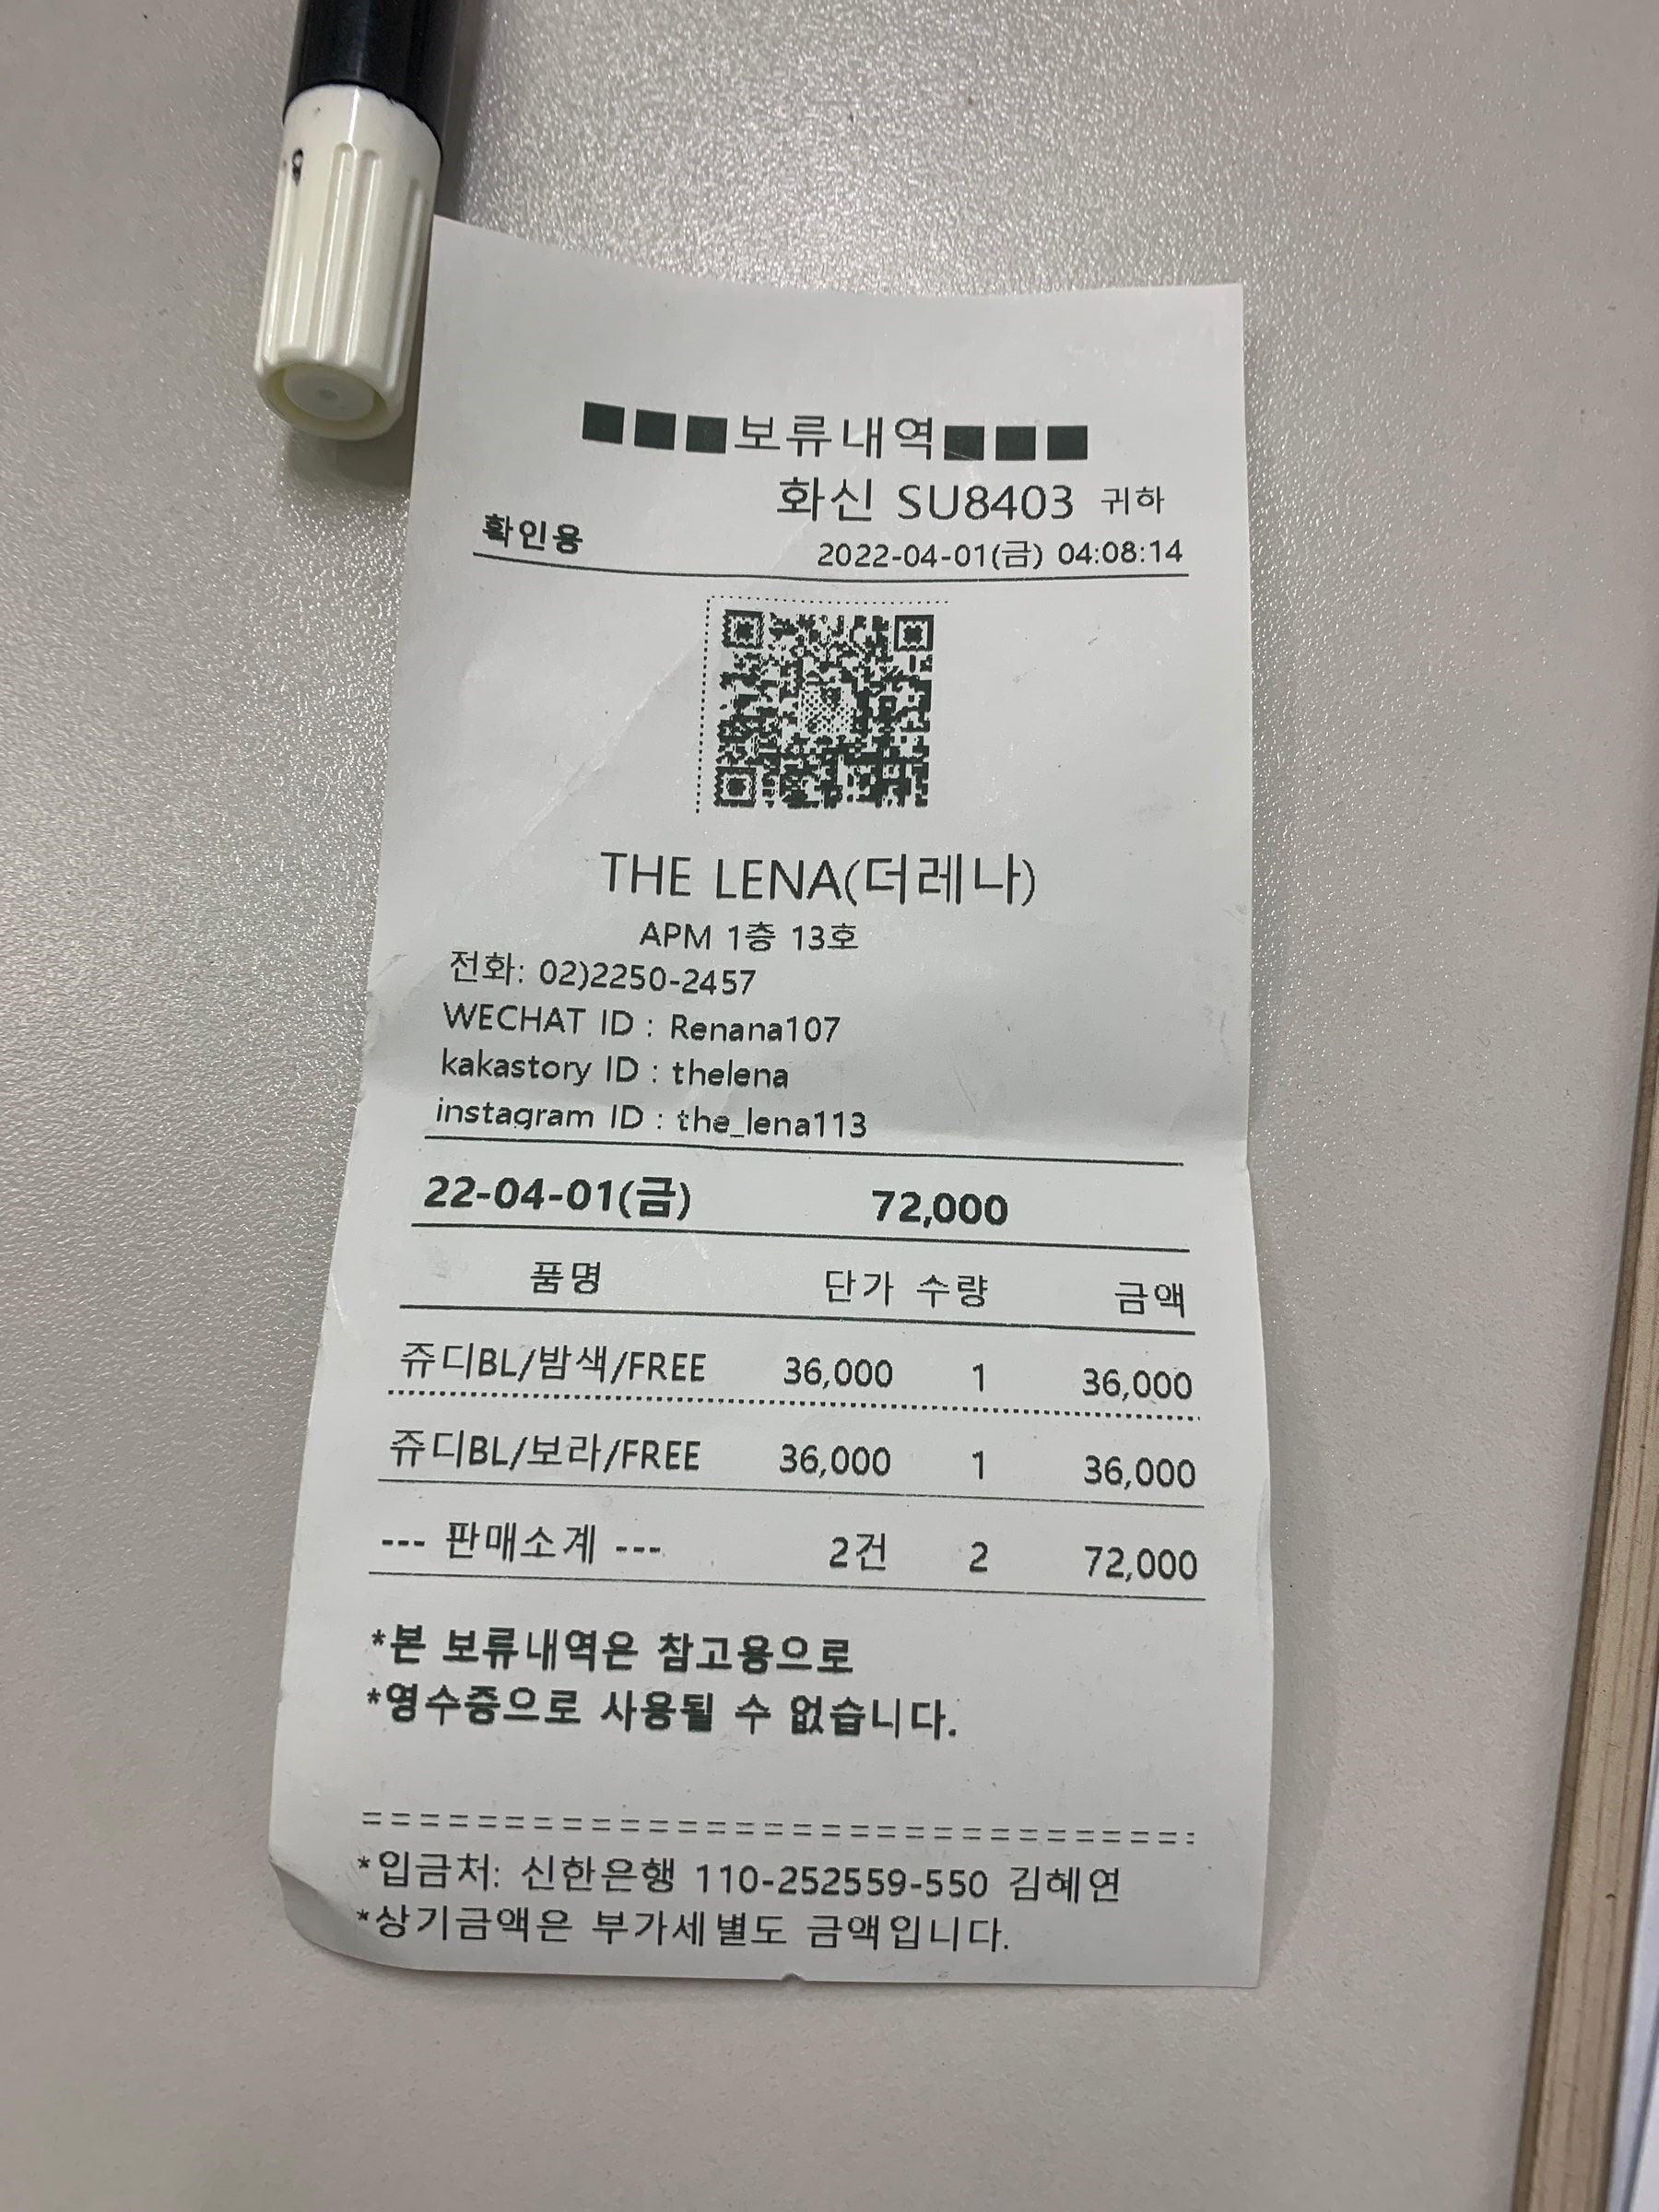 ■■■보류내역■■■
화신 SU8403 귀하
확인용 2022-04-01(금) 04:08:14
THE LENA(더레나)
APM 1층 13호
전화: 02)2250-2457
WECHAT ID : Renana107
kakastory ID : thelena
instagram ID : the_lena113
22-04-01(금) 72,000
품명 단가 수량 금액
쥬디BL/밤색/FREE 36,000 1 36,000
쥬디BL/보라/FREE 36,000 1 36,000
--- 판매소계 --- 2건 2 72,000
*본 보류내역은 참고용으로
*영수증으로 사용될 수 없습니다.
==============================
*입금처: 신한은행 110-252559-550 김혜연
*상기금액은 부가세별도 금액입니다.